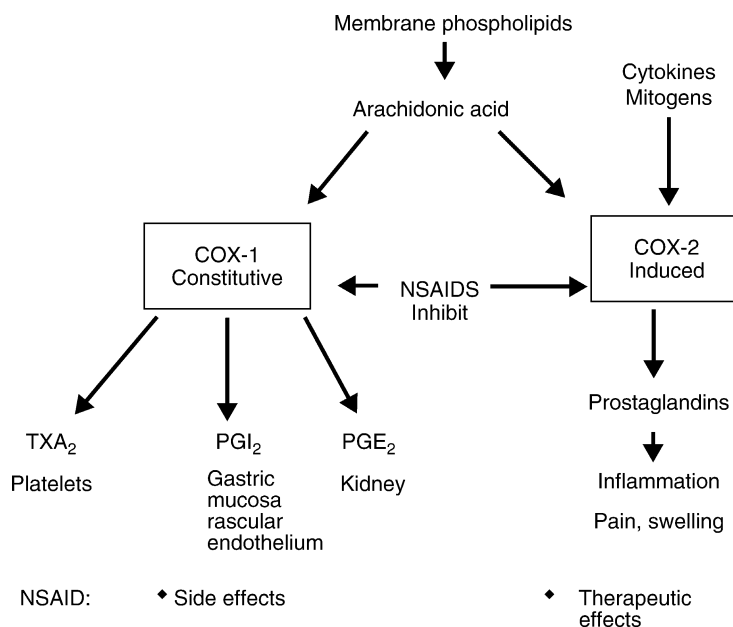 Membrane phospholipids
Cytokines
Mitogens
Arachidonic acid
COX-1
Constitutive
COX-2
Induced
NSAIDS
Inhibit
Prostaglandins
TXA2
PGI2
PGE2
Platelets
Gastric
mucosa
rascular
endothelium
Kidney
Inflammation
Pain, swelling
NSAID:
◆ Side effects
◆ Therapeutic
effects